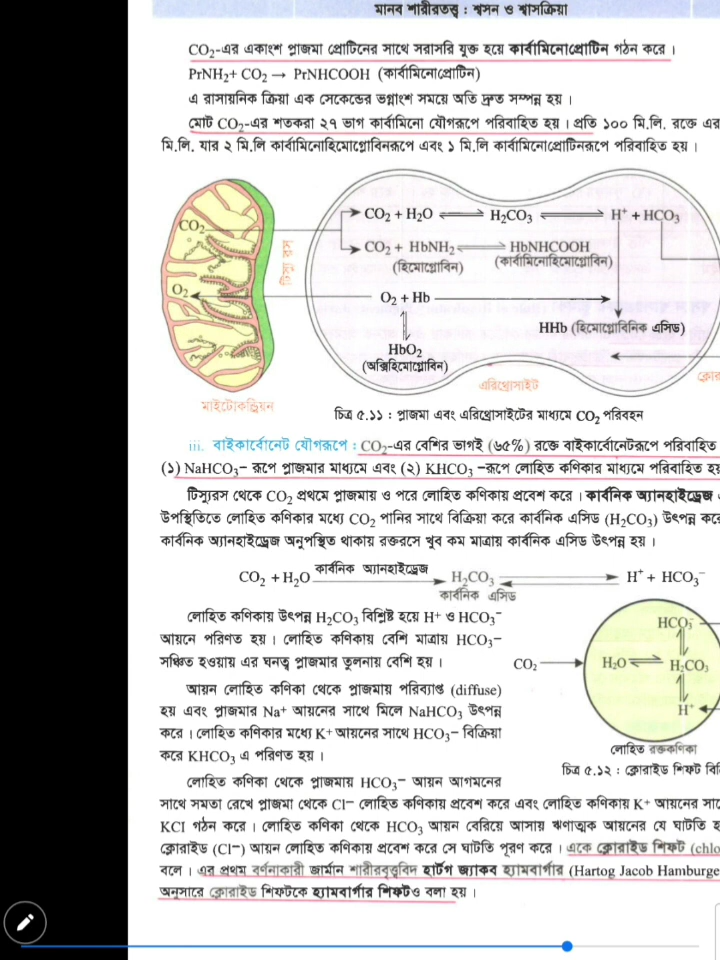 মানব শারীরতত্ত্ব : শ্বসন ও শ্বাসক্রিয়া
CO₂-এর একাংশ প্লাজমা প্রোটিনের সাথে সরাসরি যুক্ত হয়ে কার্বামিনোপ্রোটিন গঠন করে ।
PrNH₂+ CO₂ → PrNHCOOH (কার্বামিনোপ্রোটিন)
এ রাসায়নিক ক্রিয়া এক সেকেন্ডের ভগ্নাংশ সময়ে অতি দ্রুত সম্পন্ন হয় ।
মোট CO₂-এর শতকরা ২৭ ভাগ কার্বামিনো যৌগরূপে পরিবাহিত হয় । প্রতি ১০০ মি.লি. রক্তে এর
মি.লি. যার ২ মি.লি কার্বামিনোহিমোগ্লোবিনরূপে এবং ১ মি.লি কার্বামিনোপ্রোটিনরূপে পরিবাহিত হয় ।
CO₂
O₂
টিস্যু রস
CO₂ + H₂O ⇌ H₂CO₃ ⇌ H⁺ + HCO₃
CO₂ + HbNH₂ ⇌ HbNHCOOH
(হিমোগ্লোবিন) (কার্বামিনোহিমোগ্লোবিন)
O₂ + Hb
HHb (হিমোগ্লোবিনিক এসিড)
HbO₂
(অক্সিহিমোগ্লোবিন)
এরিথ্রোসাইট
ক্লোর
মাইটোকন্ড্রিয়ন
চিত্র ৫.১১ : প্লাজমা এবং এরিথ্রোসাইটের মাধ্যমে CO₂ পরিবহন
iii. বাইকার্বোনেট যৌগরূপে : CO₂-এর বেশির ভাগই (৬৫%) রক্তে বাইকার্বোনেটরূপে পরিবাহিত
(১) NaHCO₃– রূপে প্লাজমার মাধ্যমে এবং (২) KHCO₃ –রূপে লোহিত কণিকার মাধ্যমে পরিবাহিত হয়
টিস্যুরস থেকে CO₂ প্রথমে প্লাজমায় ও পরে লোহিত কণিকায় প্রবেশ করে । কার্বনিক অ্যানহাইড্রেজ
উপস্থিতিতে লোহিত কণিকার মধ্যে CO₂ পানির সাথে বিক্রিয়া করে কার্বনিক এসিড (H₂CO₃) উৎপন্ন করে
কার্বনিক অ্যানহাইড্রেজ অনুপস্থিত থাকায় রক্তরসে খুব কম মাত্রায় কার্বনিক এসিড উৎপন্ন হয় ।
CO₂ + H₂O কার্বনিক অ্যানহাইড্রেজ → H₂CO₃ ⇌ H⁺ + HCO₃⁻
কার্বনিক এসিড
লোহিত কণিকায় উৎপন্ন H₂CO₃ বিশ্লিষ্ট হয়ে H⁺ ও HCO₃⁻
আয়নে পরিণত হয় । লোহিত কণিকায় বেশি মাত্রায় HCO₃–
সঞ্চিত হওয়ায় এর ঘনত্ব প্লাজমার তুলনায় বেশি হয় ।
আয়ন লোহিত কণিকা থেকে প্লাজমায় পরিব্যাপ্ত (diffuse)
হয় এবং প্লাজমার Na⁺ আয়নের সাথে মিলে NaHCO₃ উৎপন্ন
করে । লোহিত কণিকার মধ্যে K⁺ আয়নের সাথে HCO₃– বিক্রিয়া
করে KHCO₃ এ পরিণত হয় ।
CO₂
HCO₃⁻
H₂O ⇌ H₂CO₃
H⁺
লোহিত রক্তকণিকা
চিত্র ৫.১২ : ক্লোরাইড শিফট বি
লোহিত কণিকা থেকে প্লাজমায় HCO₃⁻ আয়ন আগমনের
সাথে সমতা রেখে প্লাজমা থেকে Cl⁻ লোহিত কণিকায় প্রবেশ করে এবং লোহিত কণিকায় K⁺ আয়নের সাথে
KCl গঠন করে । লোহিত কণিকা থেকে HCO₃ আয়ন বেরিয়ে আসায় ঋণাত্মক আয়নের যে ঘাটতি হ
ক্লোরাইড (Cl⁻) আয়ন লোহিত কণিকায় প্রবেশ করে সে ঘাটতি পূরণ করে । একে ক্লোরাইড শিফট (chlo
বলে । এর প্রথম বর্ণনাকারী জার্মান শারীরবৃত্তবিদ হার্টগ জ্যাকব হ্যামবার্গার (Hartog Jacob Hamburge
অনুসারে ক্লোরাইড শিফটকে হ্যামবার্গার শিফটও বলা হয় ।